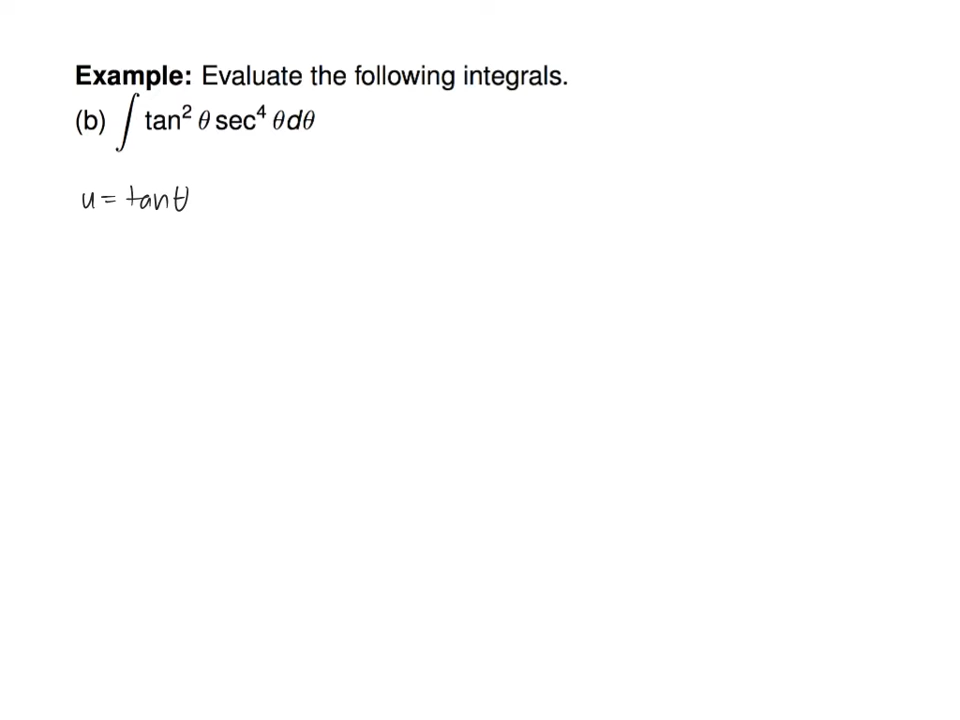 Example: Evaluate the following integrals.
(b) ∫ tan² θ sec⁴ θdθ
u = tanθ